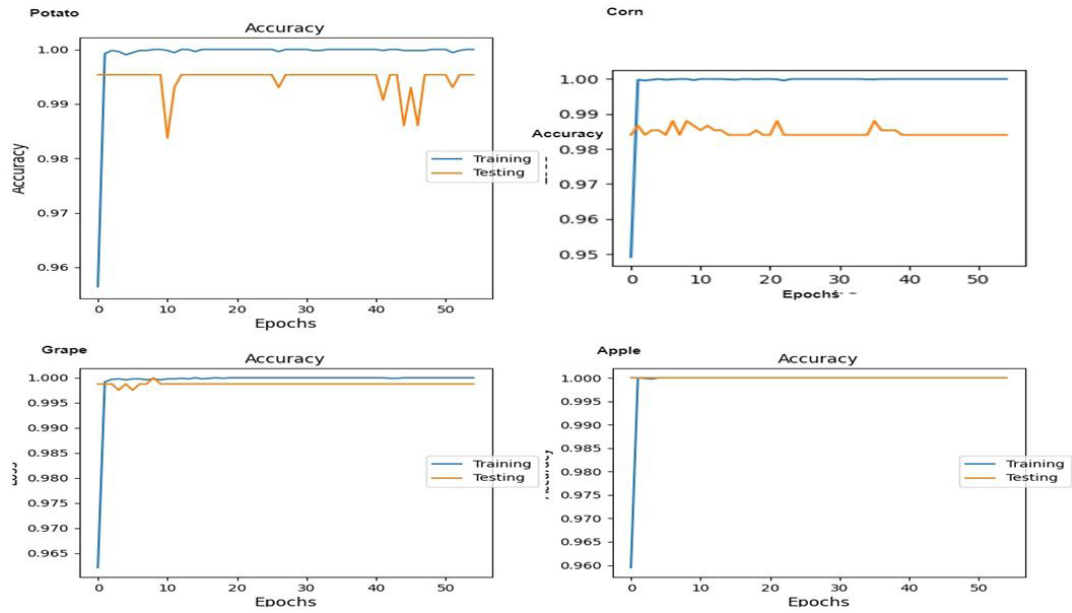 Potato
Accuracy
1.00
0.99
0.98
0.97
0.96
Accuracy
Training
Testing
0 10 20 30 40 50
Epochs
Corn
1.00
0.99
0.98
0.97
0.96
0.95
Accuracy
0 10 20 30 40 50
Epochs
Grape
Accuracy
1.000
0.995
0.990
0.985
0.980
0.975
0.970
0.965
Loss
Training
Testing
0 10 20 30 40 50
Epochs
Apple
Accuracy
1.000
0.995
0.990
0.985
0.980
0.975
0.970
0.965
0.960
Accuracy
Training
Testing
0 10 20 30 40 50
Epochs